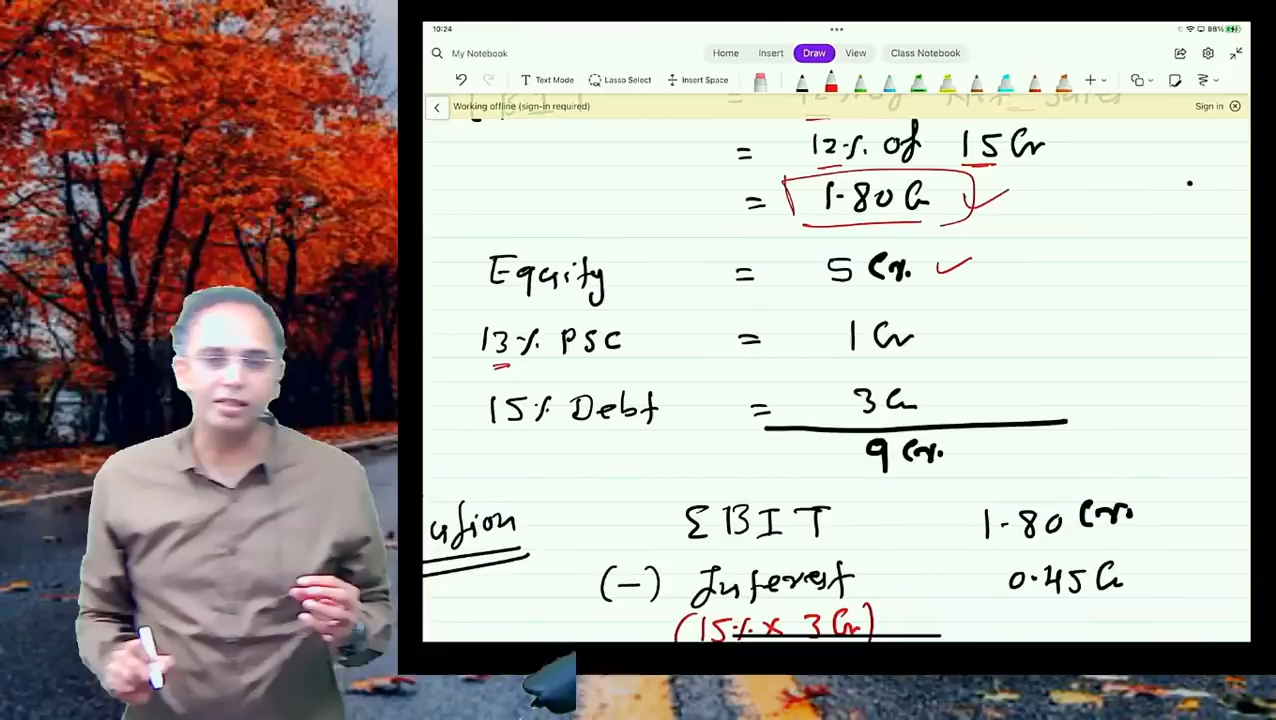 10:24 88%
My Notebook Home Insert Draw View Class Notebook
Text Mode Lasso Select Insert Space
Working offline (sign-in required) Sign in
= 12% of
= 12% of 15 Cr
= 1.80 Cr
Equity = 5 Cr.
13% PSC = 1 Cr
15% Debt = 3 Cr
9 Cr.
EBIT 1.80 Cr.
(-) Interest 0.45 Cr
(15% x 3 Cr)